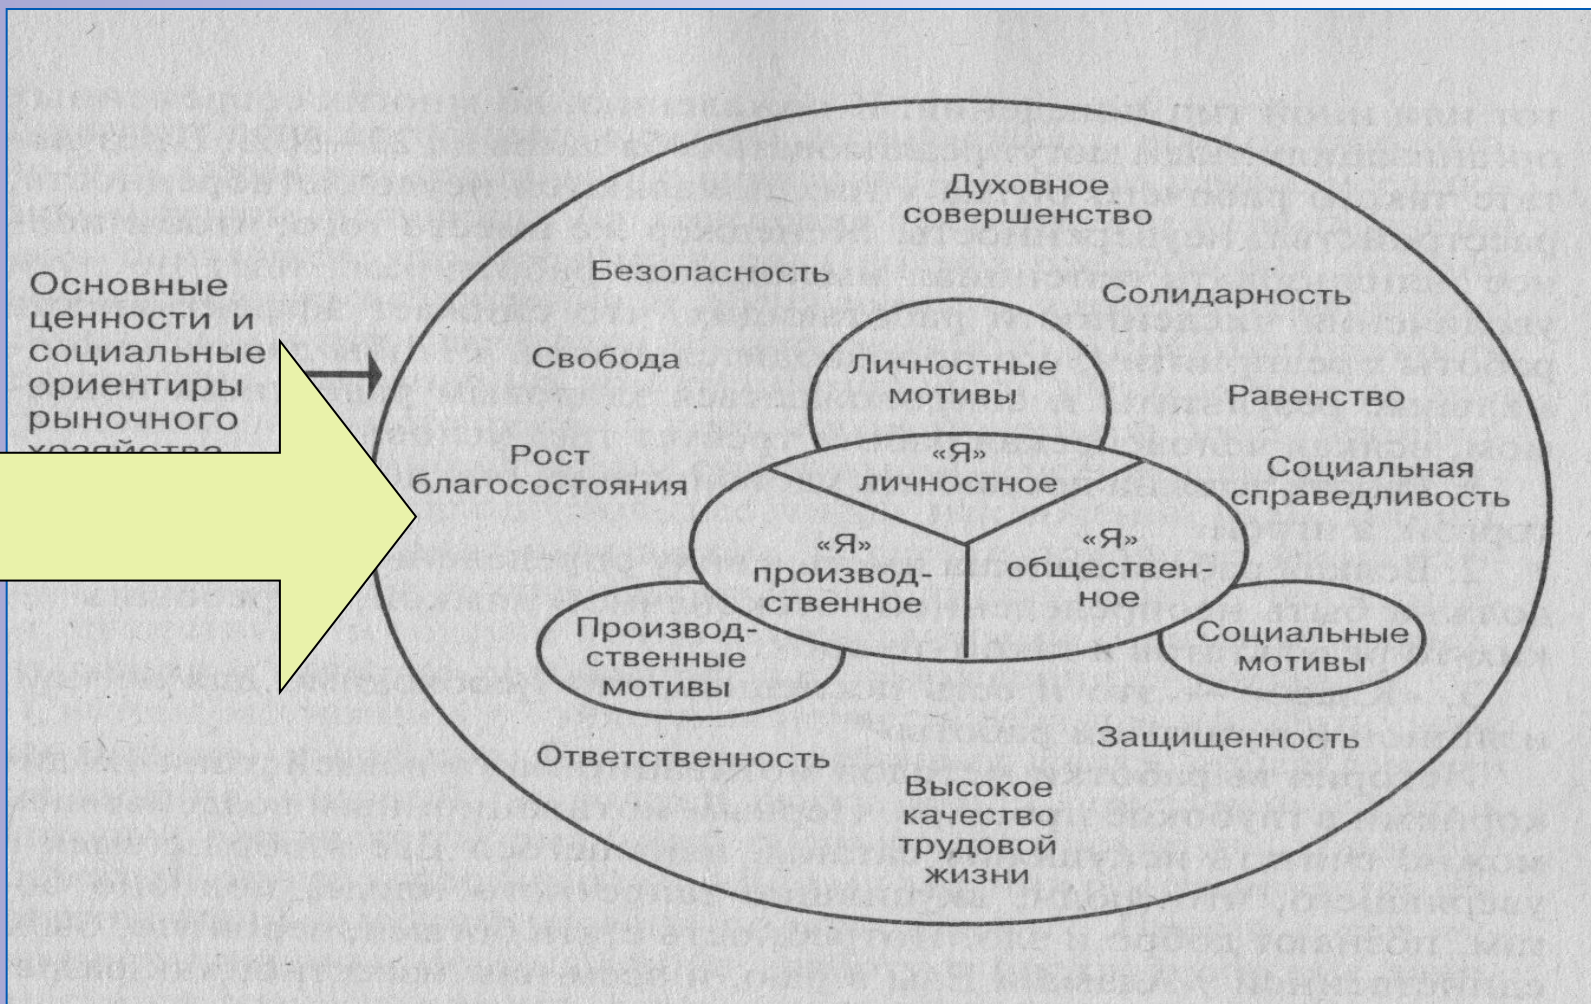 Основные
ценности и
социальные
ориентиры
рыночного
хозяйства
Духовное
совершенство
Безопасность
Солидарность
Свобода
Личностные
мотивы
Равенство
Рост
благосостояния
«Я»
личностное
Социальная
справедливость
«Я»
производ-
ственное
«Я»
обществен-
ное
Производ-
ственные
мотивы
Социальные
мотивы
Ответственность
Защищенность
Высокое
качество
трудовой
жизни